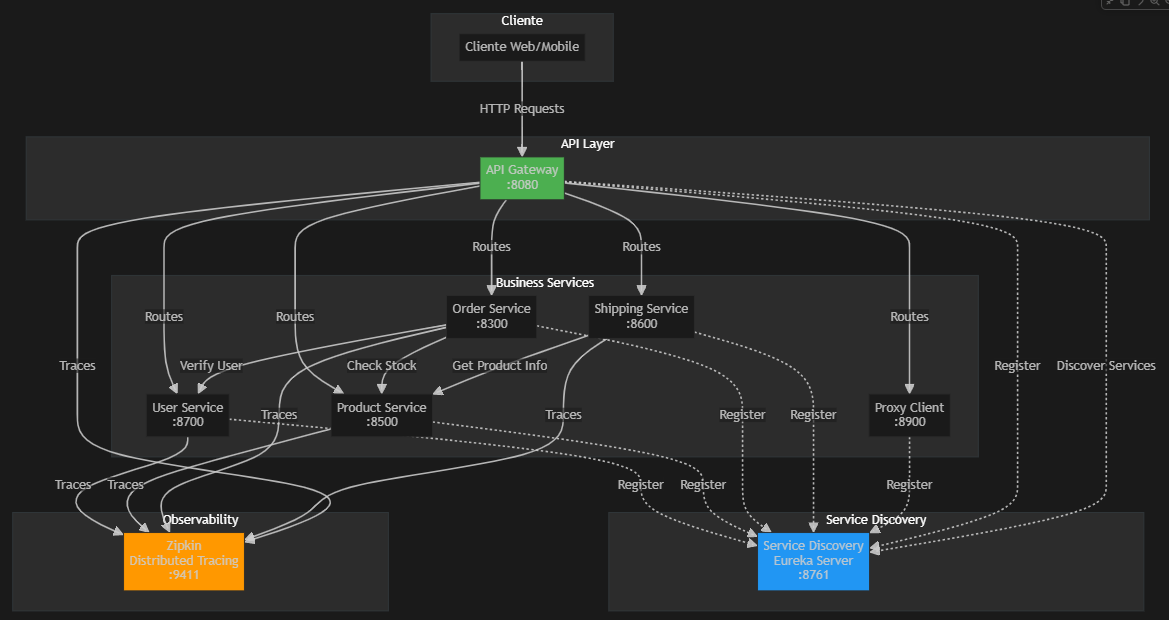 Cliente
Cliente Web/Mobile
HTTP Requests
API Layer
API Gateway
:8080
Routes
Routes
Business Services
Order Service
:8300
Shipping Service
:8600
Routes
Routes
Routes
Traces
Verify User
Check Stock
Get Product Info
Register
Discover Services
User Service
:8700
Traces
Product Service
:8500
Traces
Register
Register
Proxy Client
:8900
Traces
Traces
Register
Register
Register
Observability
Service Discovery
Zipkin
Distributed Tracing
:9411
Service Discovery
Eureka Server
:8761